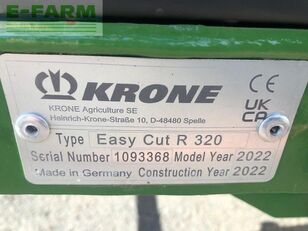 E-FARM
KRONE
CE
KRONE Agriculture SE
Heinrich-Krone-Straße 10, D-48480 Spelle
UK
CA
Type Easy Cut R 320
Serial Number 1093368 Model Year 2022
Made in Germany Construction Year 2022